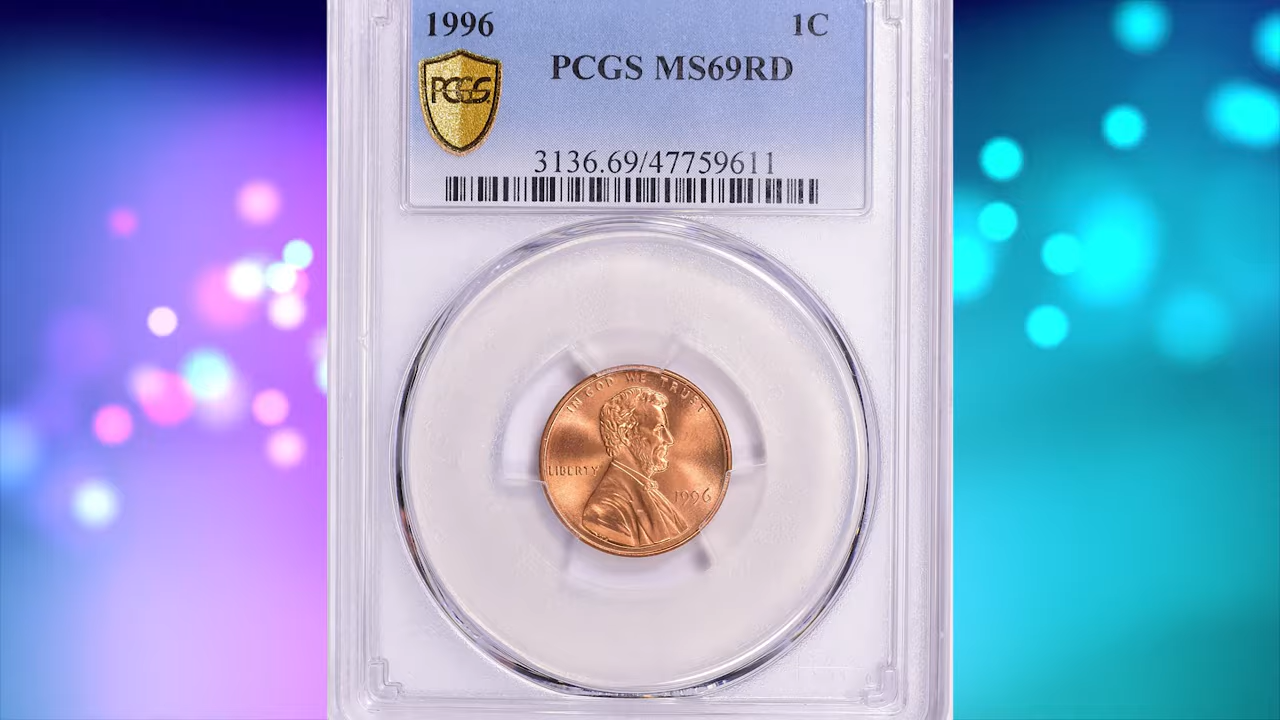 1996 1C
PCGS
PCGS MS69RD
3136.69/47759611
IN GOD WE TRUST
LIBERTY
1996